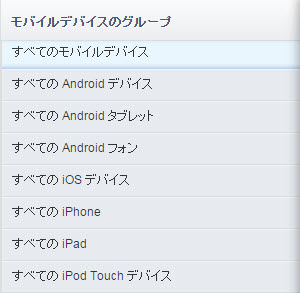 モバイルデバイスのグループ
すべてのモバイルデバイス
すべての Android デバイス
すべての Android タブレット
すべての Android フォン
すべての iOS デバイス
すべての iPhone
すべての iPad
すべての iPod Touch デバイス